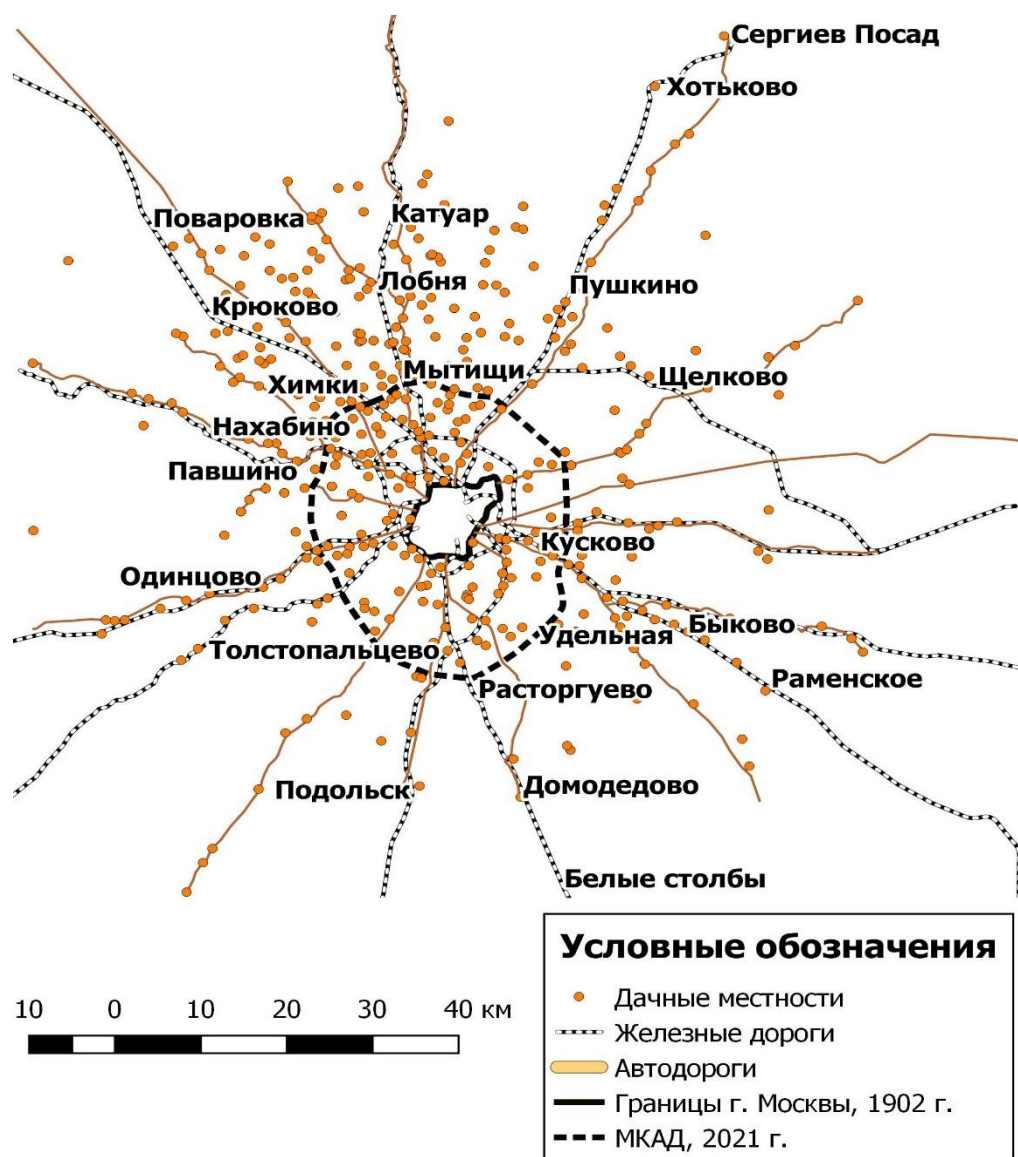 Сергиев Посад
Хотьково
Поваровка
Катуар
Лобня
Пушкино
Крюково
Мытищи
Химки
Щелково
Нахабино
Павшино
Кусково
Одинцово
Удельная
Быково
Толстопальцево
Раменское
Расторгуево
Подольск
Домодедово
Белые столбы
Условные обозначения
Дачные местности
Железные дороги
Автодороги
Границы г. Москвы, 1902 г.
МКАД, 2021 г.
10 0 10 20 30 40 км